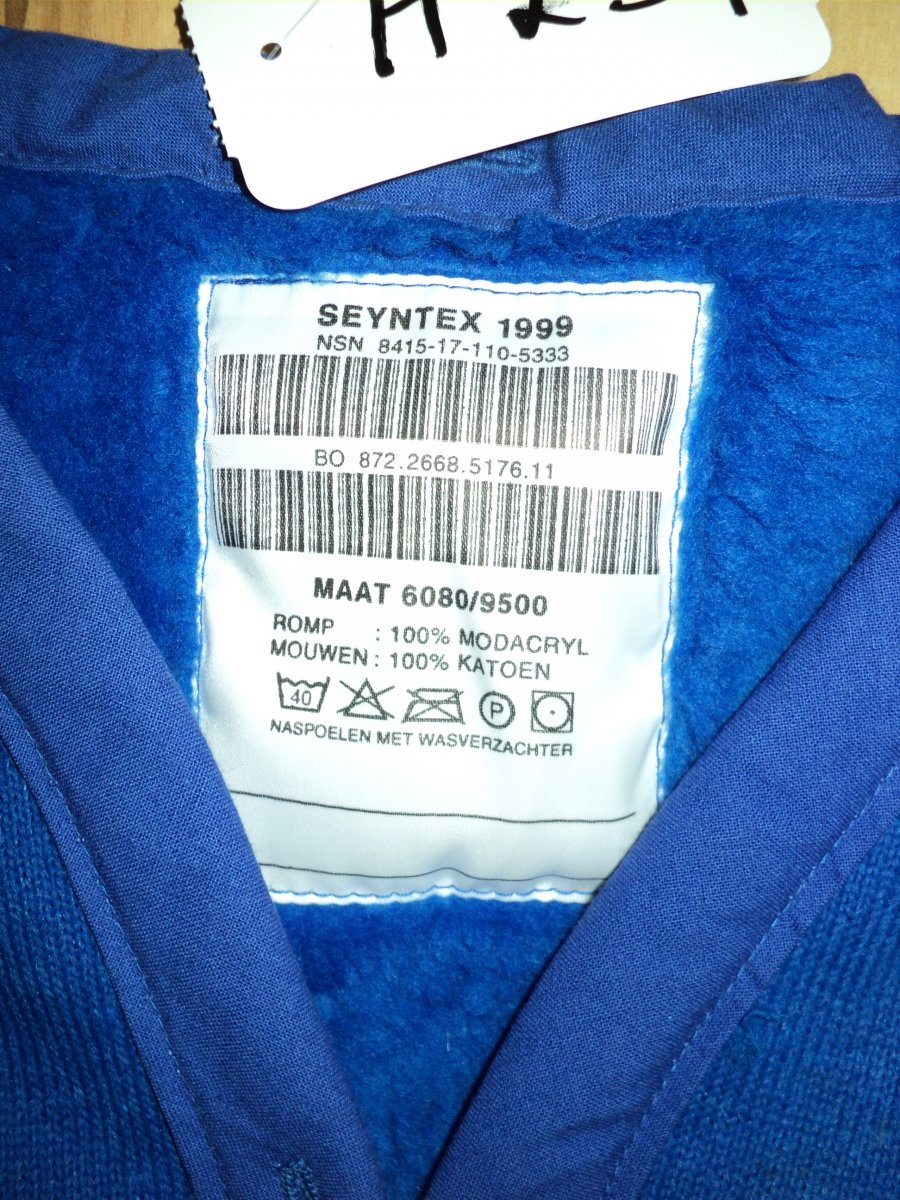 SEYNTEX 1999
NSN 8415-17-110-5333
BO 872.2668.5176.11
MAAT 6080/9500
ROMP : 100% MODACRYL
MOUWEN : 100% KATOEN
40 P
NASPOELEN MET WASVERZACHTER